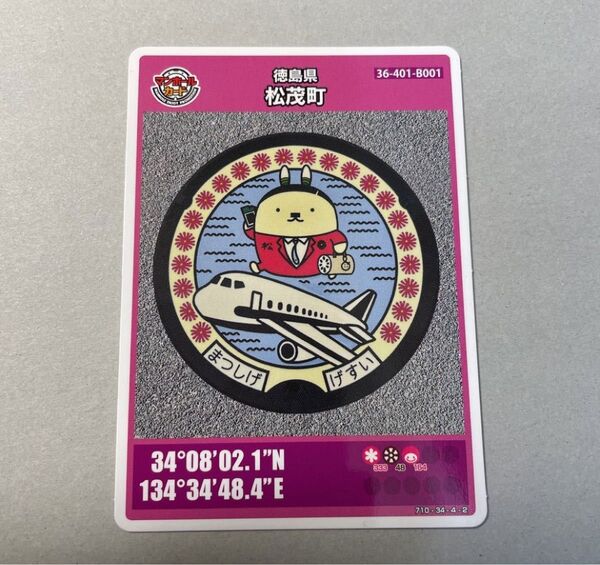 マンホール
カード
徳島県
松茂町
36-401-B001
松
まつしげ
げすい
34°08'02.1"N
134°34'48.4"E
333 48 164
710-34-4-2